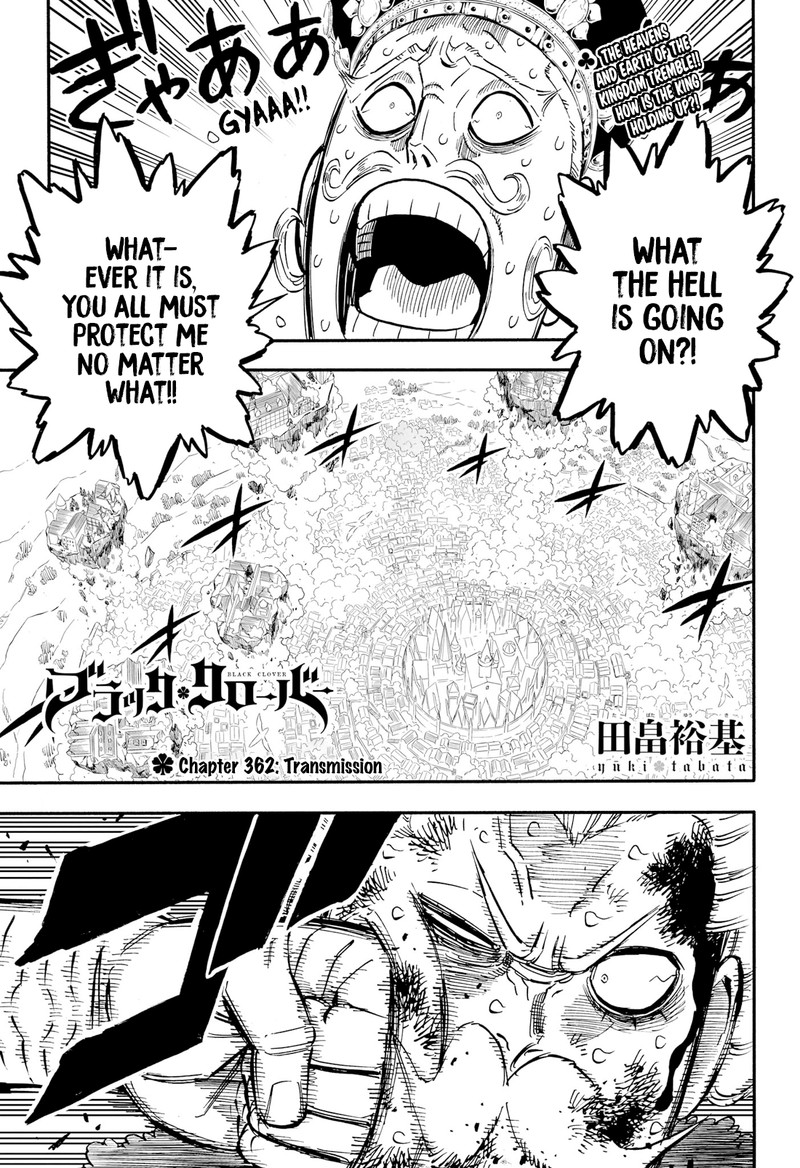 THE HEAVENS
AND EARTH OF THE
KINGDOM TREMBLE!!
HOW IS THE KING
HOLDING UP?!
ぎゃあああ
GYAAA!!
WHAT
THE HELL
IS GOING
ON?!
WHAT-
EVER IT IS,
YOU ALL MUST
PROTECT ME
NO MATTER
WHAT!!
BLACK CLOVER
ブラッククローバー
Chapter 362: Transmission
田畠裕基
yūki tabata